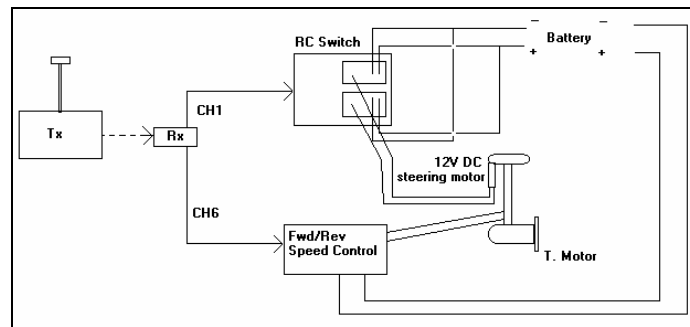 RC Switch
− −
Battery
+ +
CH1
Tx
Rx
12V DC
steering motor
CH6
Fwd/Rev
Speed Control
T. Motor